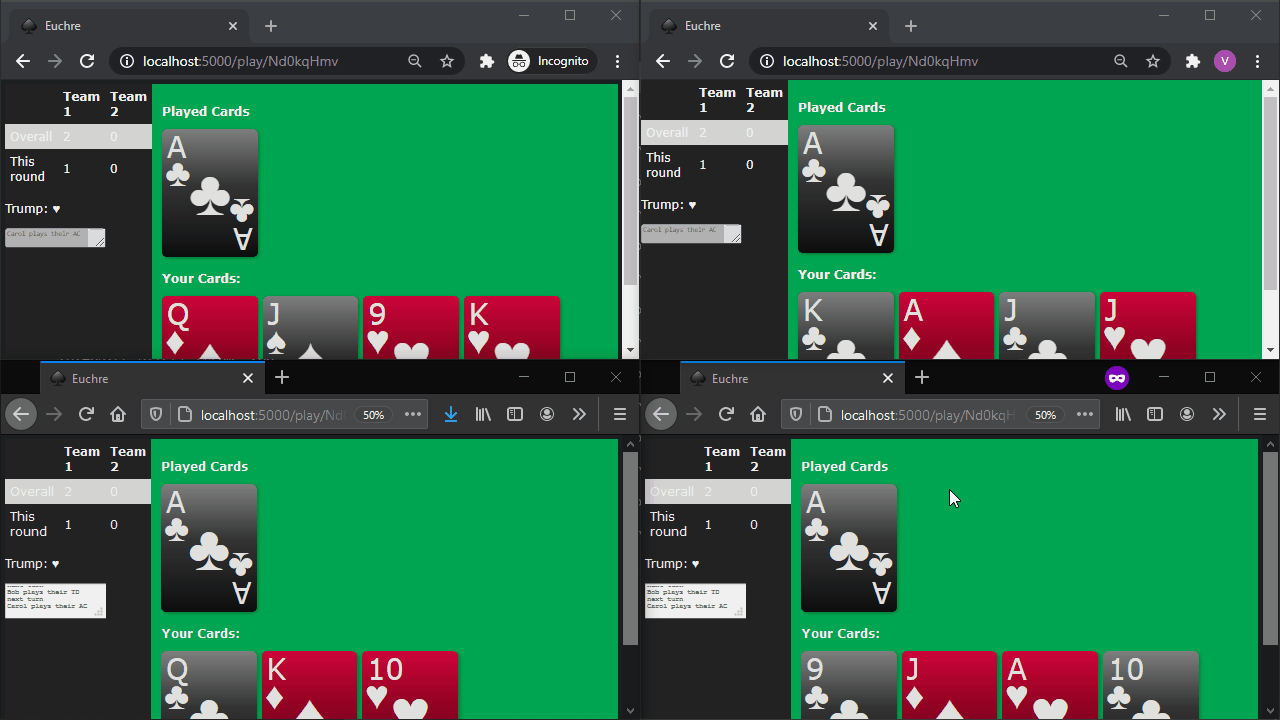 Euchre
localhost:5000/play/Nd0kqHmv
Incognito
Team 1
Team 2
Played Cards
Overall 2 0
This round 1 0
Trump: ♥
Carol plays their AC
A
A
Your Cards:
Q
J
9
K
Euchre
V
localhost:5000/play/Nd0kqHmv
Team 1
Team 2
Played Cards
Overall 2 0
This round 1 0
Trump: ♥
Carol plays their AC
A
A
Your Cards:
K
A
J
J
Euchre
localhost:5000/play/Nd
50%
Team 1
Team 2
Played Cards
Overall 2 0
This round 1 0
Trump: ♥
Bob plays their TD
next turn
Carol plays their AC
A
A
Your Cards:
Q
K
10
Euchre
localhost:5000/play/Nd0kqH
50%
Team 1
Team 2
Played Cards
Overall 2 0
This round 1 0
Trump: ♥
Bob plays their TD
next turn
Carol plays their AC
A
A
Your Cards:
9
J
A
10